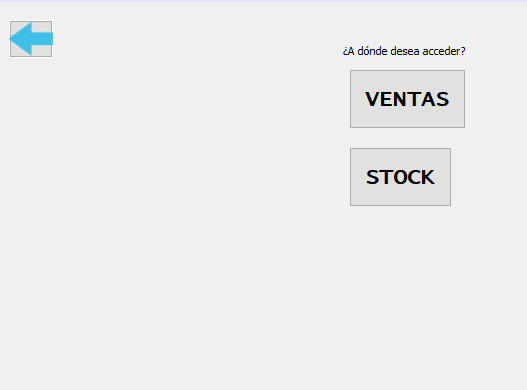 ¿A dónde desea acceder?
VENTAS
STOCK